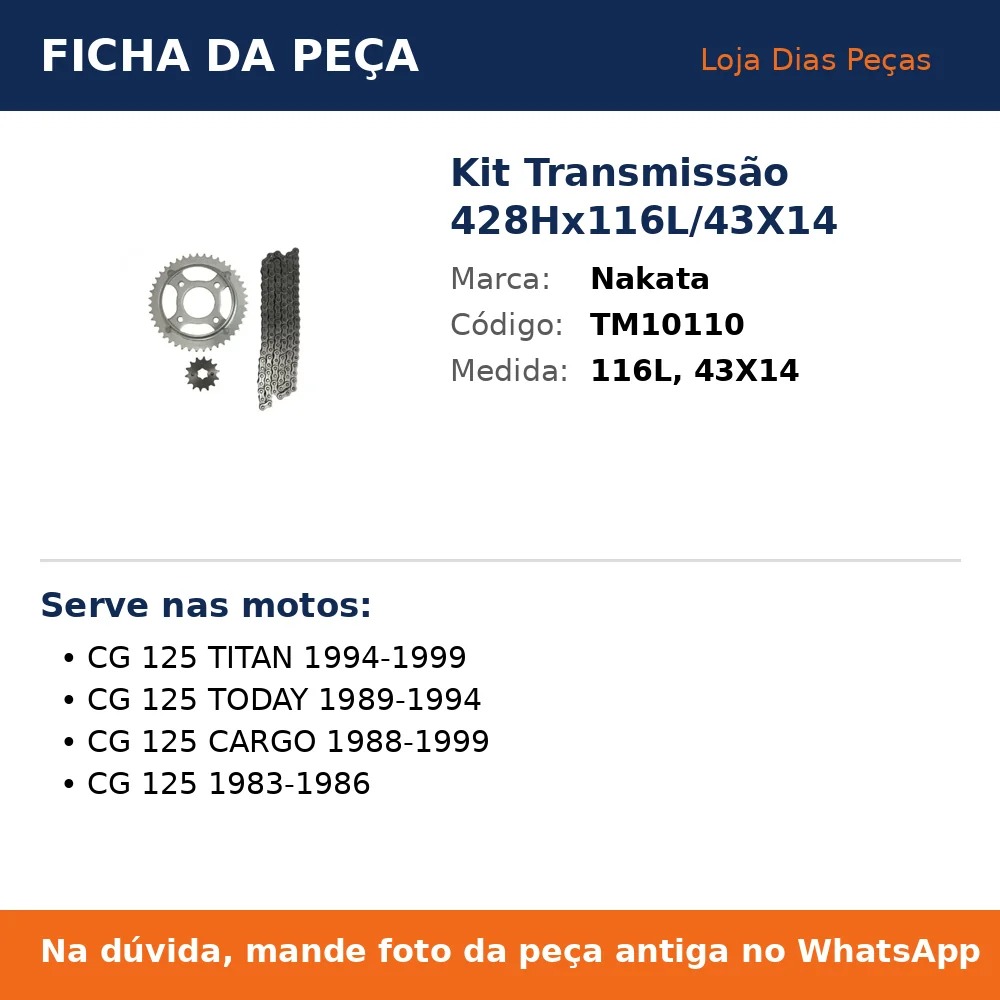 FICHA DA PEÇA
Loja Dias Peças
Kit Transmissão
428Hx116L/43X14
Marca: Nakata
Código: TM10110
Medida: 116L, 43X14
Serve nas motos:
• CG 125 TITAN 1994-1999
• CG 125 TODAY 1989-1994
• CG 125 CARGO 1988-1999
• CG 125 1983-1986
Na dúvida, mande foto da peça antiga no WhatsApp